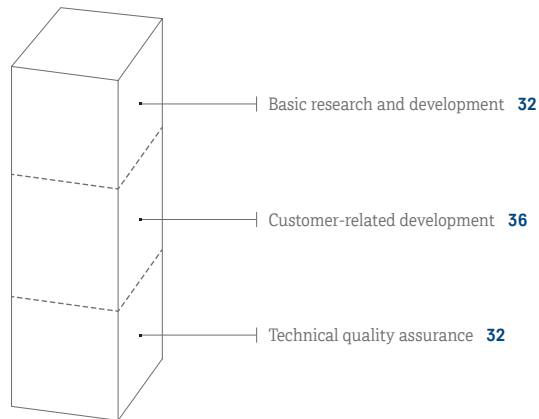 Basic research and development 32
Customer-related development 36
Technical quality assurance 32